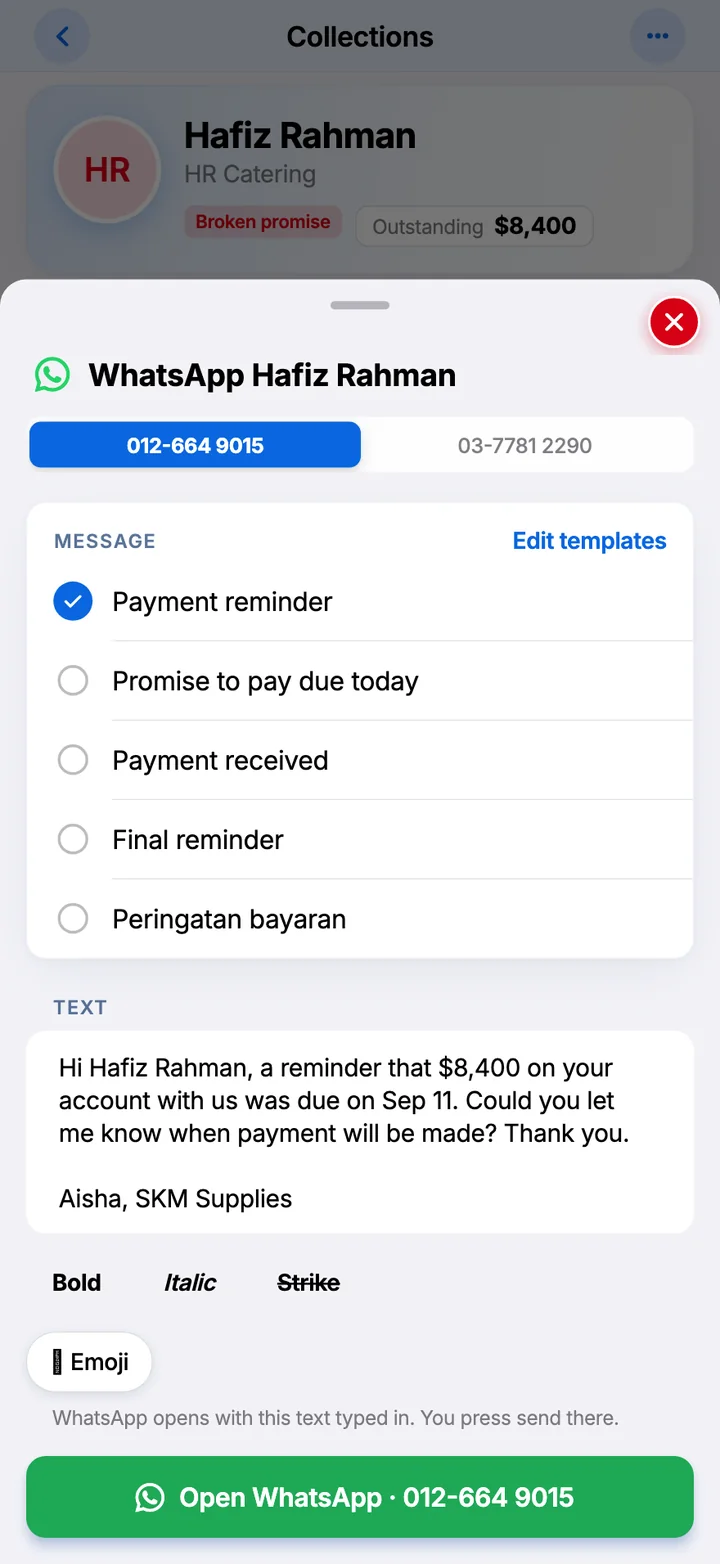 Collections
HR
Hafiz Rahman
HR Catering
Broken promise
Outstanding $8,400
WhatsApp Hafiz Rahman
012-664 9015
03-7781 2290
MESSAGE
Edit templates
Payment reminder
Promise to pay due today
Payment received
Final reminder
Peringatan bayaran
TEXT
Hi Hafiz Rahman, a reminder that $8,400 on your
account with us was due on Sep 11. Could you let
me know when payment will be made? Thank you.
Aisha, SKM Supplies
Bold Italic Strike
Emoji
WhatsApp opens with this text typed in. You press send there.
Open WhatsApp · 012-664 9015